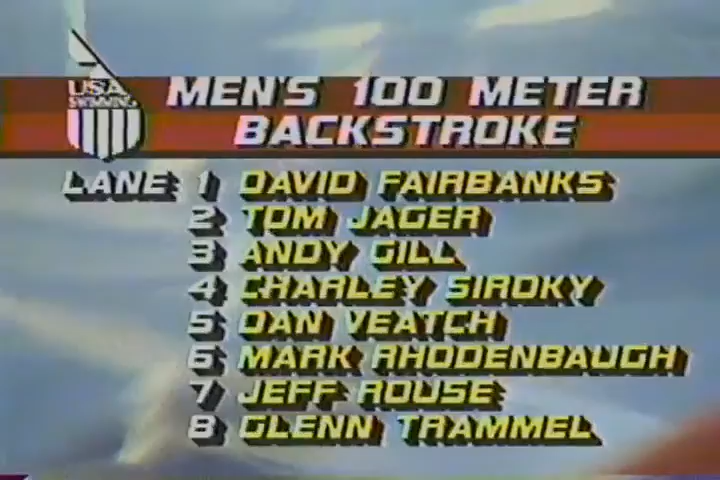 USA
SWIMMING
MEN'S 100 METER
BACKSTROKE
LANE: 1 DAVID FAIRBANKS
2 TOM JAGER
3 ANDY GILL
4 CHARLEY SIROKY
5 DAN VEATCH
6 MARK RHODENBAUGH
7 JEFF ROUSE
8 GLENN TRAMMEL